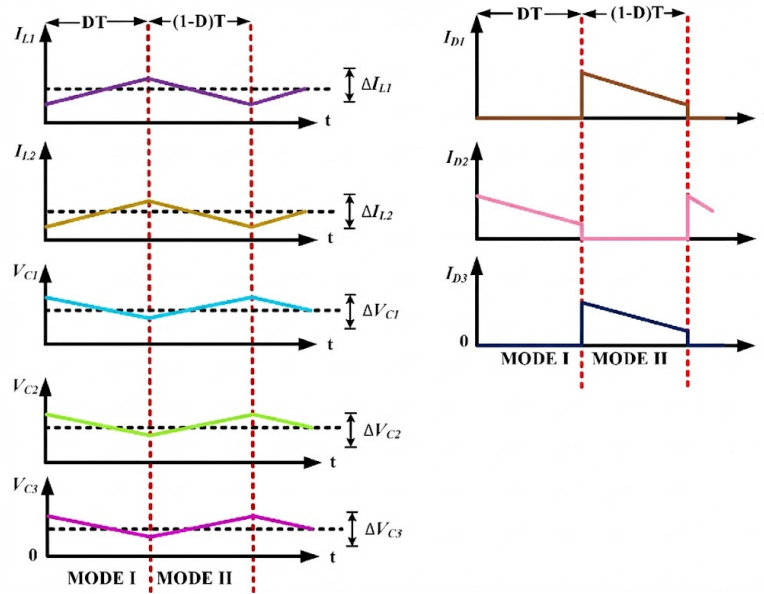 DT (1-D)T
I_L1
ΔI_L1
t
I_L2
ΔI_L2
t
V_C1
ΔV_C1
t
V_C2
ΔV_C2
t
V_C3
ΔV_C3
0
t
MODE I MODE II
DT (1-D)T
I_D1
I_D2
I_D3
0
MODE I MODE II